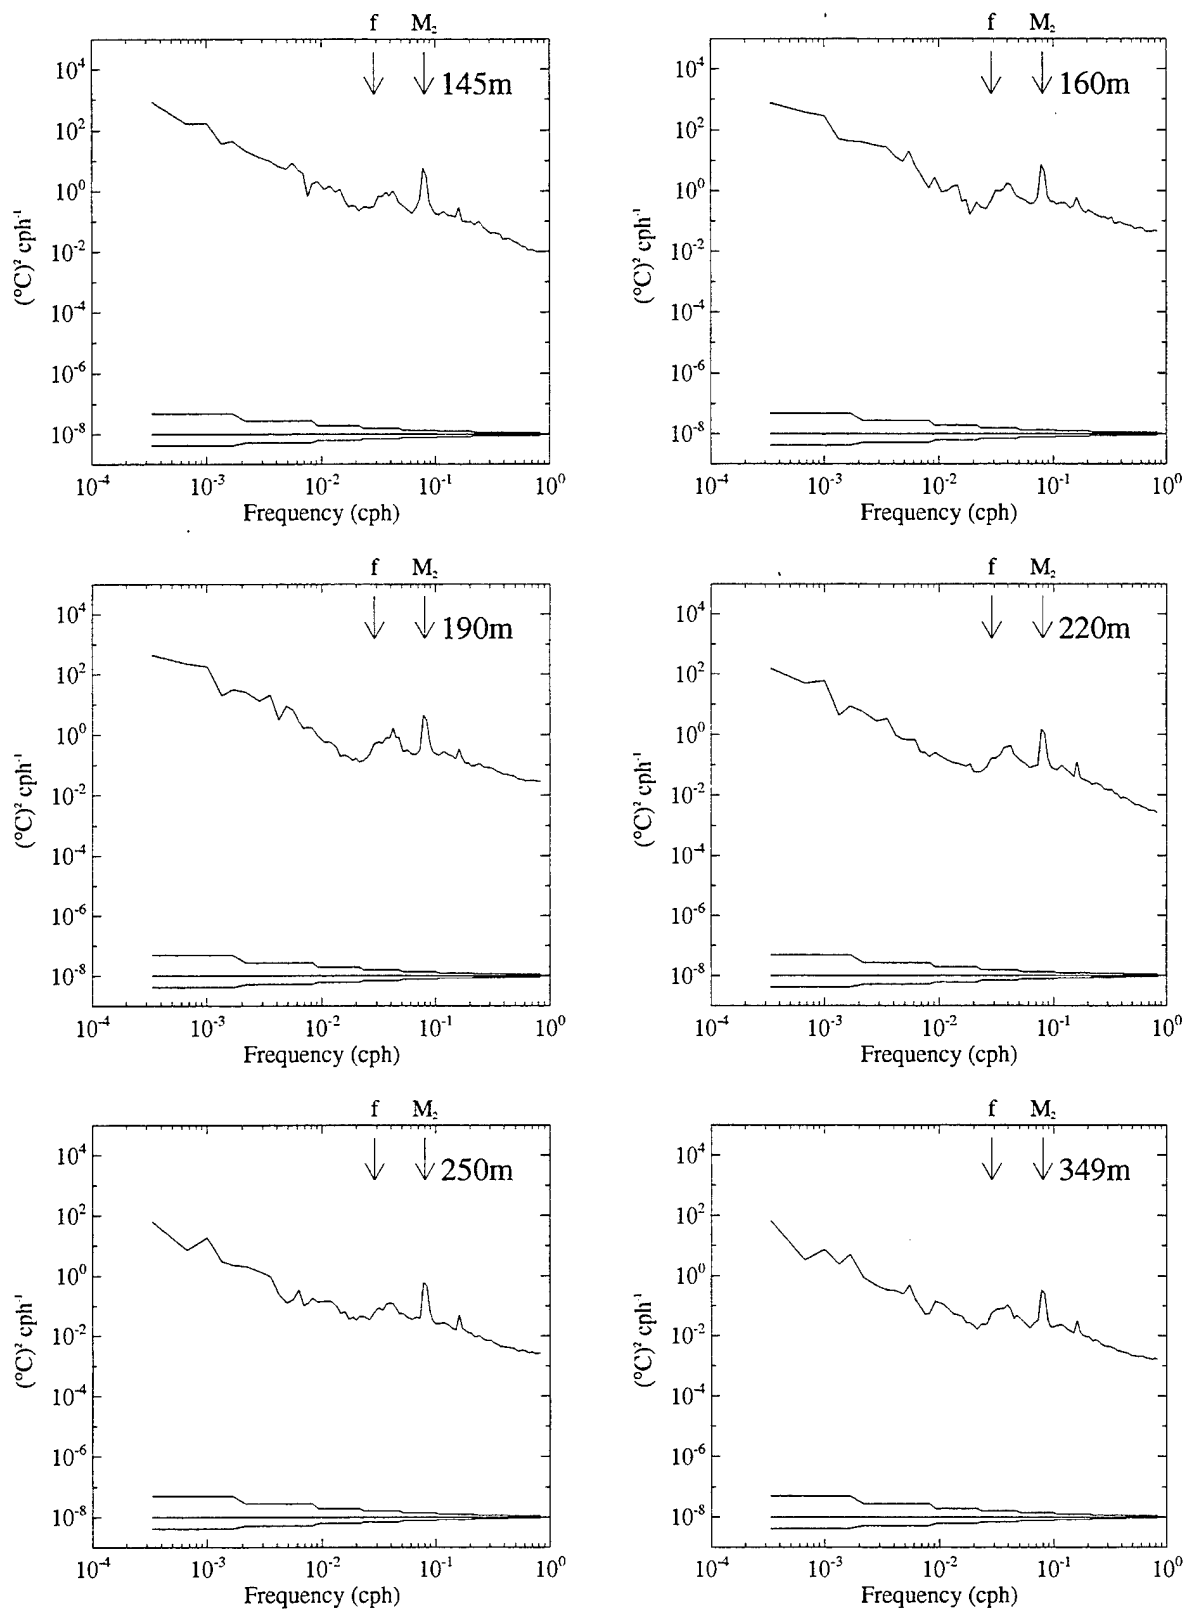 f M₂ f M₂
145m 160m
10⁴ 10⁴
10² 10²
10⁰ 10⁰
10⁻² 10⁻²
10⁻⁴ 10⁻⁴
10⁻⁶ 10⁻⁶
10⁻⁸ 10⁻⁸
(°C)² cph⁻¹ (°C)² cph⁻¹
10⁻⁴ 10⁻³ 10⁻² 10⁻¹ 10⁰ 10⁻⁴ 10⁻³ 10⁻² 10⁻¹ 10⁰
Frequency (cph) Frequency (cph)
f M₂ f M₂
190m 220m
10⁴ 10⁴
10² 10²
10⁰ 10⁰
10⁻² 10⁻²
10⁻⁴ 10⁻⁴
10⁻⁶ 10⁻⁶
10⁻⁸ 10⁻⁸
(°C)² cph⁻¹ (°C)² cph⁻¹
10⁻⁴ 10⁻³ 10⁻² 10⁻¹ 10⁰ 10⁻⁴ 10⁻³ 10⁻² 10⁻¹ 10⁰
Frequency (cph) Frequency (cph)
f M₂ f M₂
250m 349m
10⁴ 10⁴
10² 10²
10⁰ 10⁰
10⁻² 10⁻²
10⁻⁴ 10⁻⁴
10⁻⁶ 10⁻⁶
10⁻⁸ 10⁻⁸
(°C)² cph⁻¹ (°C)² cph⁻¹
10⁻⁴ 10⁻³ 10⁻² 10⁻¹ 10⁰ 10⁻⁴ 10⁻³ 10⁻² 10⁻¹ 10⁰
Frequency (cph) Frequency (cph)